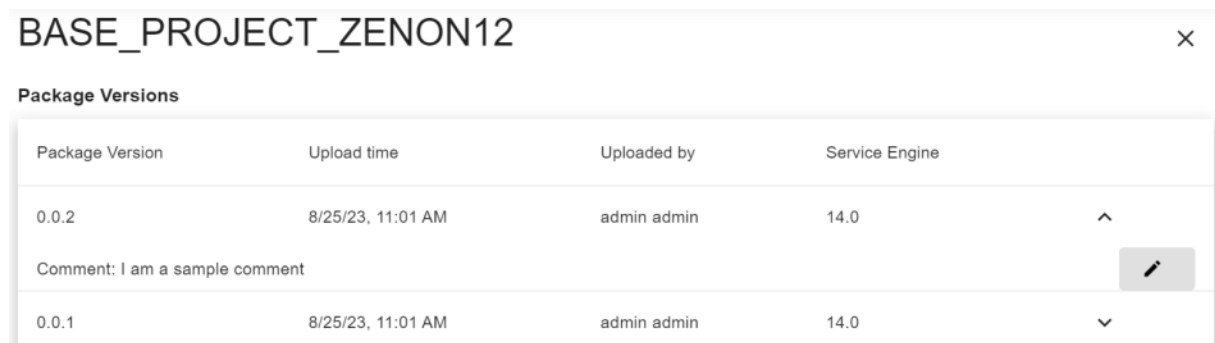 BASE_PROJECT_ZENON12
Package Versions
Package Version Upload time Uploaded by Service Engine
0.0.2 8/25/23, 11:01 AM admin admin 14.0
Comment: I am a sample comment
0.0.1 8/25/23, 11:01 AM admin admin 14.0